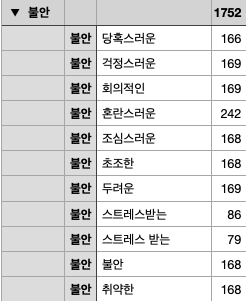 ▼ 불안 1752
불안 당혹스러운 166
불안 걱정스러운 169
불안 회의적인 169
불안 혼란스러운 242
불안 조심스러운 168
불안 초조한 168
불안 두려운 169
불안 스트레스받는 86
불안 스트레스 받는 79
불안 불안 168
불안 취약한 168